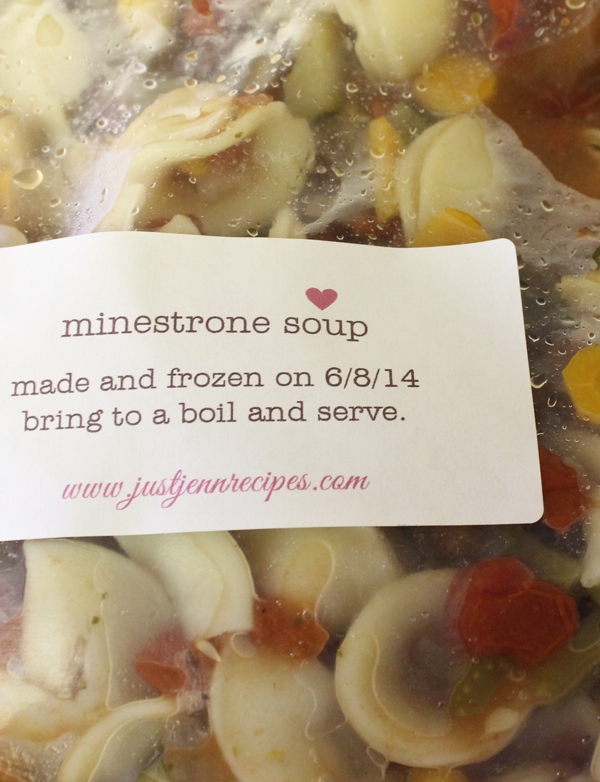 minestrone soup
made and frozen on 6/8/14
bring to a boil and serve.
www.justjennrecipes.com